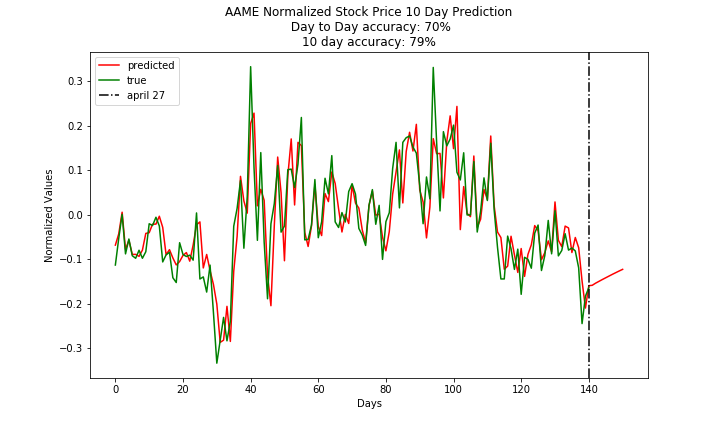 AAME Normalized Stock Price 10 Day Prediction
Day to Day accuracy: 70%
10 day accuracy: 79%
predicted
true
april 27
Normalized Values
0.3
0.2
0.1
0.0
−0.1
−0.2
−0.3
0
20
40
60
80
100
120
140
Days